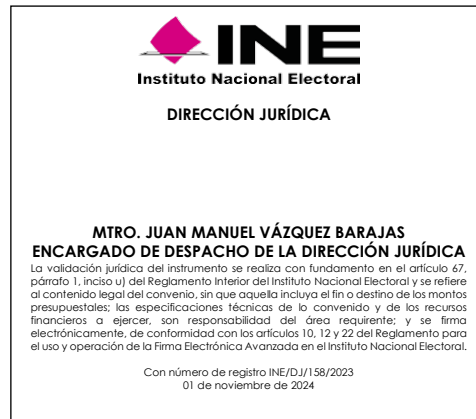 INE
Instituto Nacional Electoral
DIRECCIÓN JURÍDICA
MTRO. JUAN MANUEL VÁZQUEZ BARAJAS
ENCARGADO DE DESPACHO DE LA DIRECCIÓN JURÍDICA
La validación jurídica del instrumento se realiza con fundamento en el artículo 67,
párrafo 1, inciso u) del Reglamento Interior del Instituto Nacional Electoral y se refiere
al contenido legal del convenio, sin que aquella incluya el fin o destino de los montos
presupuestales; las especificaciones técnicas de lo convenido y de los recursos
financieros a ejercer, son responsabilidad del área requirente; y se firma
electrónicamente, de conformidad con los artículos 10, 12 y 22 del Reglamento para
el uso y operación de la Firma Electrónica Avanzada en el Instituto Nacional Electoral.
Con número de registro INE/DJ/158/2023
01 de noviembre de 2024